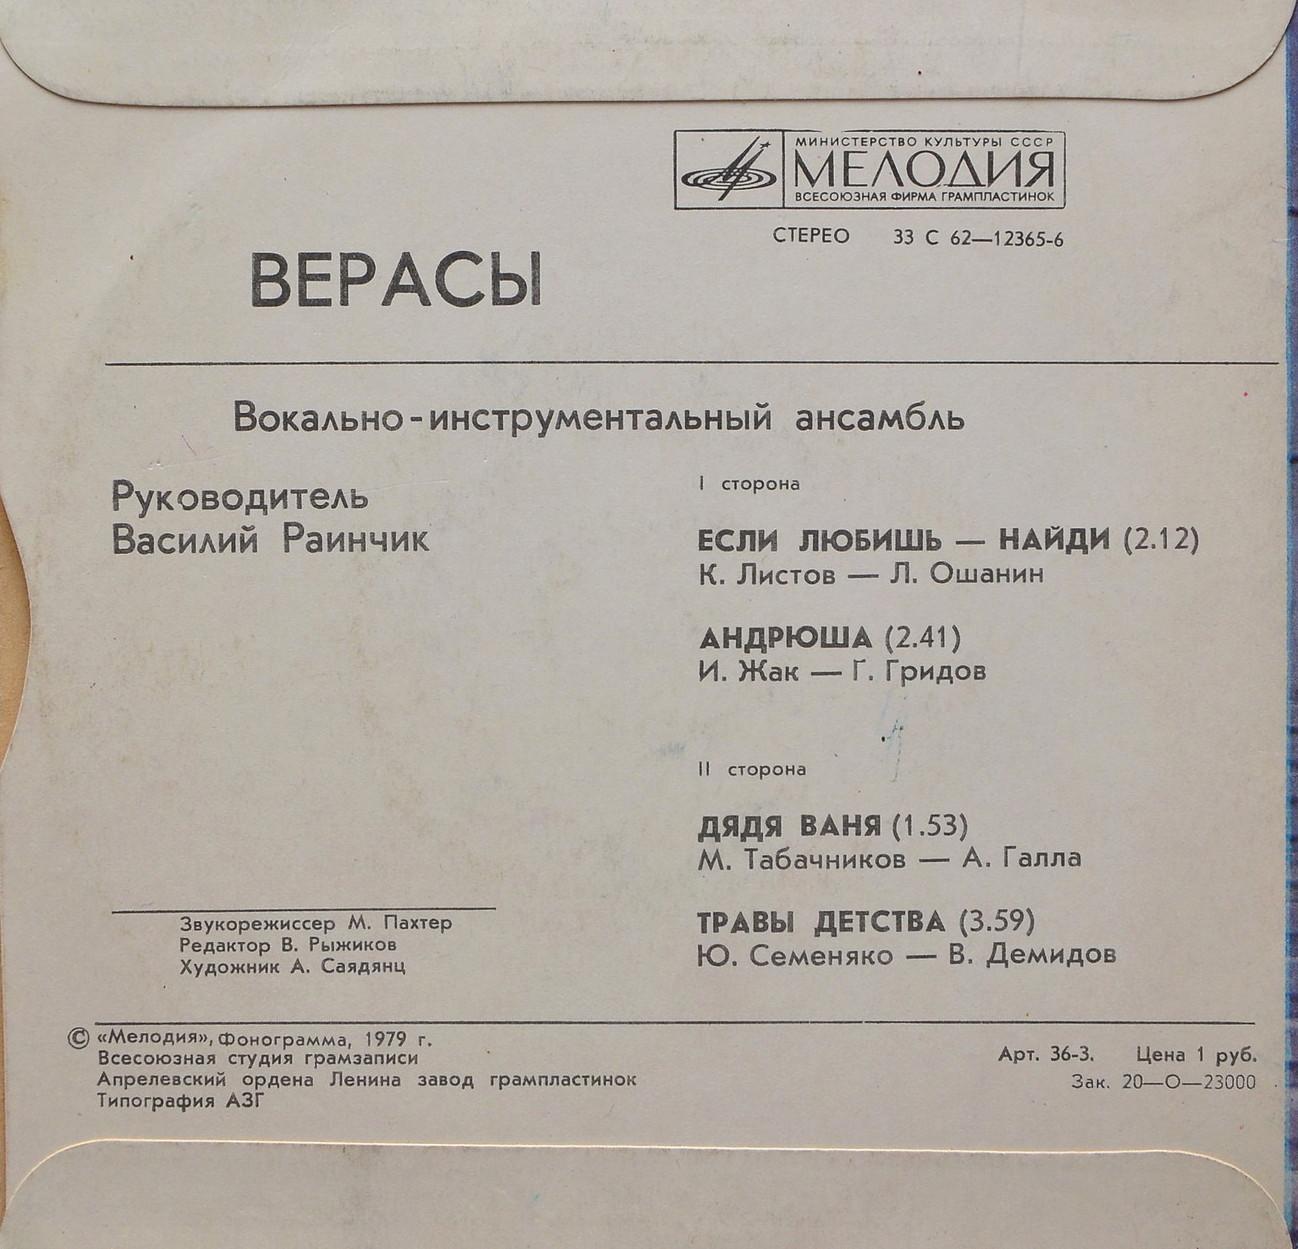 МИНИСТЕРСТВО КУЛЬТУРЫ СССР
МЕЛОДИЯ
ВСЕСОЮЗНАЯ ФИРМА ГРАМПЛАСТИНОК
СТЕРЕО 33 С 62—12365-6
ВЕРАСЫ
Вокально-инструментальный ансамбль
Руководитель
Василий Раинчик
I сторона
ЕСЛИ ЛЮБИШЬ — НАЙДИ (2.12)
К. Листов — Л. Ошанин
АНДРЮША (2.41)
И. Жак — Г. Гридов
II сторона
ДЯДЯ ВАНЯ (1.53)
М. Табачников — А. Галла
ТРАВЫ ДЕТСТВА (3.59)
Ю. Семеняко — В. Демидов
Звукорежиссер М. Пахтер
Редактор В. Рыжиков
Художник А. Саядянц
© «Мелодия», Фонограмма, 1979 г.
Всесоюзная студия грамзаписи
Апрелевский ордена Ленина завод грампластинок
Типография АЗГ
Арт. 36-3. Цена 1 руб.
Зак. 20—О—23000